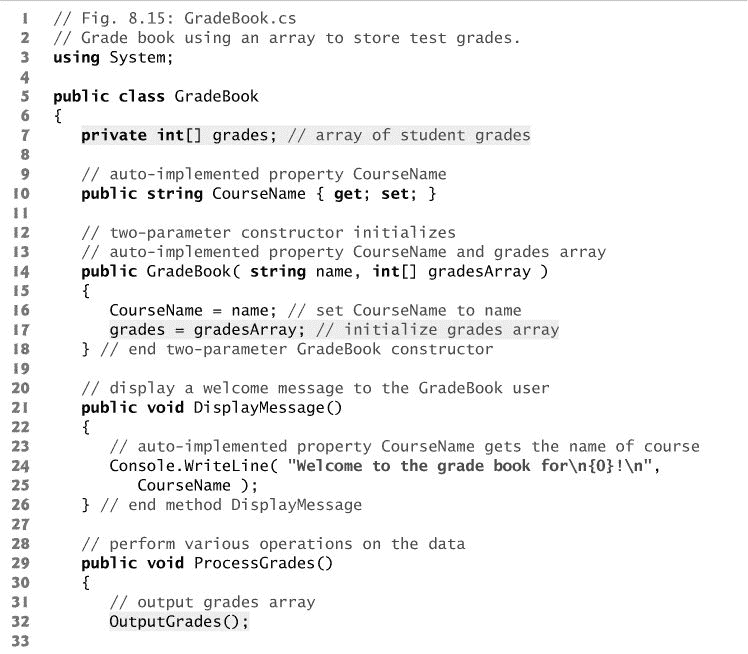 1 // Fig. 8.15: GradeBook.cs
2 // Grade book using an array to store test grades.
3 using System;
4
5 public class GradeBook
6 {
7 private int[] grades; // array of student grades
8
9 // auto-implemented property CourseName
10 public string CourseName { get; set; }
11
12 // two-parameter constructor initializes
13 // auto-implemented property CourseName and grades array
14 public GradeBook( string name, int[] gradesArray )
15 {
16 CourseName = name; // set CourseName to name
17 grades = gradesArray; // initialize grades array
18 } // end two-parameter GradeBook constructor
19
20 // display a welcome message to the GradeBook user
21 public void DisplayMessage()
22 {
23 // auto-implemented property CourseName gets the name of course
24 Console.WriteLine( "Welcome to the grade book for\n{0}!\n",
25 CourseName );
26 } // end method DisplayMessage
27
28 // perform various operations on the data
29 public void ProcessGrades()
30 {
31 // output grades array
32 OutputGrades();
33